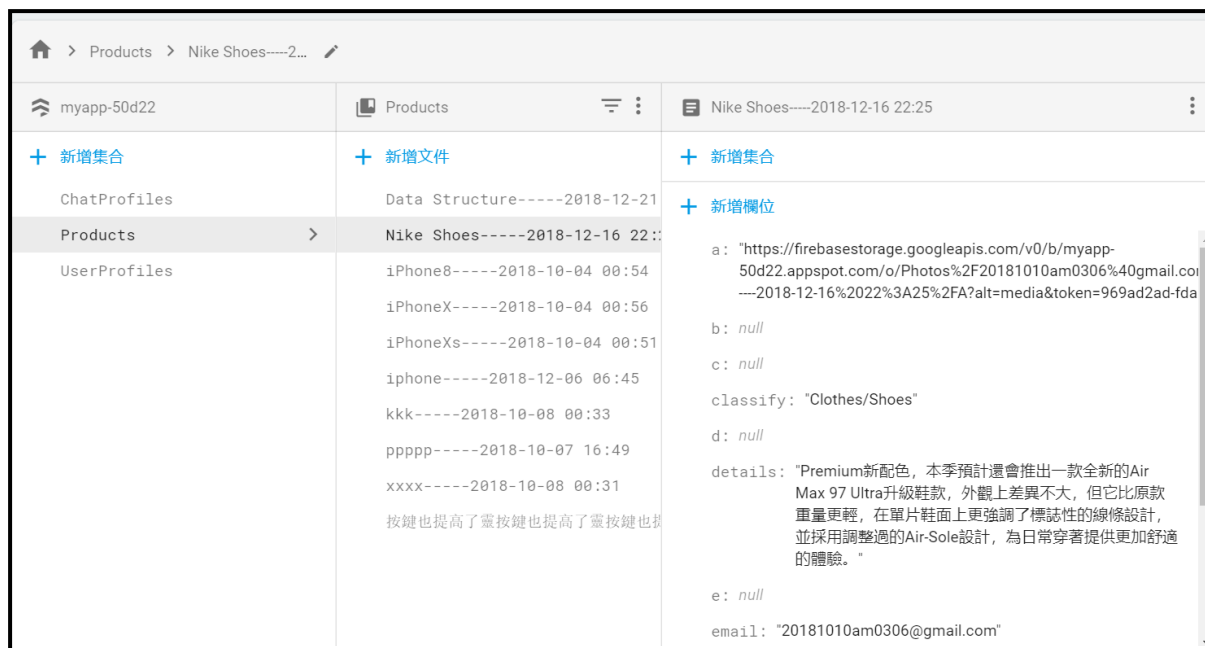 Products Nike Shoes-----2...
myapp-50d22
Products
Nike Shoes-----2018-12-16 22:25
新增集合
新增文件
新增集合
ChatProfiles
Products
UserProfiles
Data Structure-----2018-12-21
Nike Shoes-----2018-12-16 22:
iPhone8-----2018-10-04 00:54
iPhoneX-----2018-10-04 00:56
iPhoneXs-----2018-10-04 00:51
iphone-----2018-12-06 06:45
kkk-----2018-10-08 00:33
ppppp-----2018-10-07 16:49
xxxx-----2018-10-08 00:31
按鍵也提高了靈按鍵也提高了靈按鍵也
新增欄位
a: "https://firebasestorage.googleapis.com/v0/b/myapp-
50d22.appspot.com/o/Photos%2F20181010am0306%40gmail.co
----2018-12-16%2022%3A25%2FA?alt=media&token=969ad2ad-fda
b: null
c: null
classify: "Clothes/Shoes"
d: null
details: "Premium新配色，本季預計還會推出一款全新的Air
Max 97 Ultra升級鞋款，外觀上差異不大，但它比原款
重量更輕，在單片鞋面上更強調了標誌性的線條設計，
並採用調整過的Air-Sole設計，為日常穿著提供更加舒適
的體驗。"
e: null
email: "20181010am0306@gmail.com"